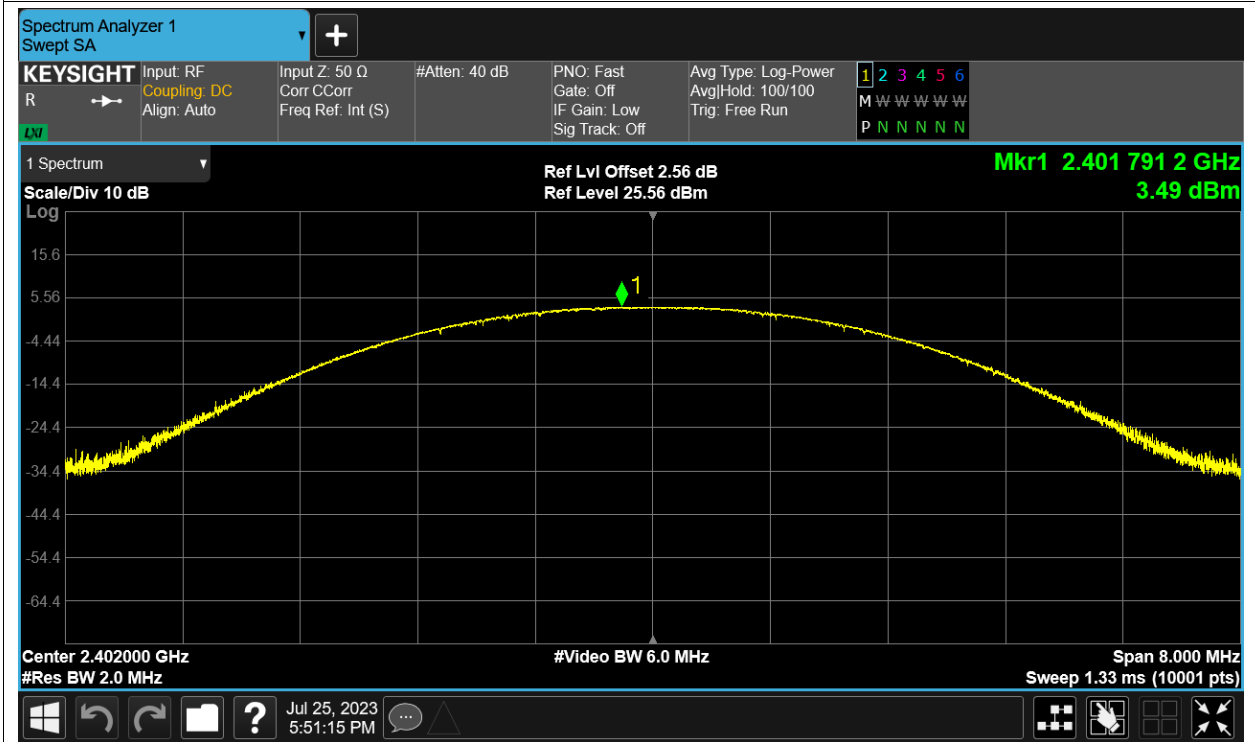 Spectrum Analyzer 1
Swept SA
+
KEYSIGHT
R
LXI
Input: RF
Coupling: DC
Align: Auto
Input Z: 50 Ω
Corr CCorr
Freq Ref: Int (S)
#Atten: 40 dB
PNO: Fast
Gate: Off
IF Gain: Low
Sig Track: Off
Avg Type: Log-Power
Avg|Hold: 100/100
Trig: Free Run
1 2 3 4 5 6
M W W W W W
P N N N N N
1 Spectrum
Scale/Div 10 dB
Log
Ref Lvl Offset 2.56 dB
Ref Level 25.56 dBm
Mkr1 2.401 791 2 GHz
3.49 dBm
15.6
5.56
-4.44
-14.4
-24.4
-34.4
-44.4
-54.4
-64.4
1
Center 2.402000 GHz
#Res BW 2.0 MHz
#Video BW 6.0 MHz
Span 8.000 MHz
Sweep 1.33 ms (10001 pts)
?
Jul 25, 2023
5:51:15 PM